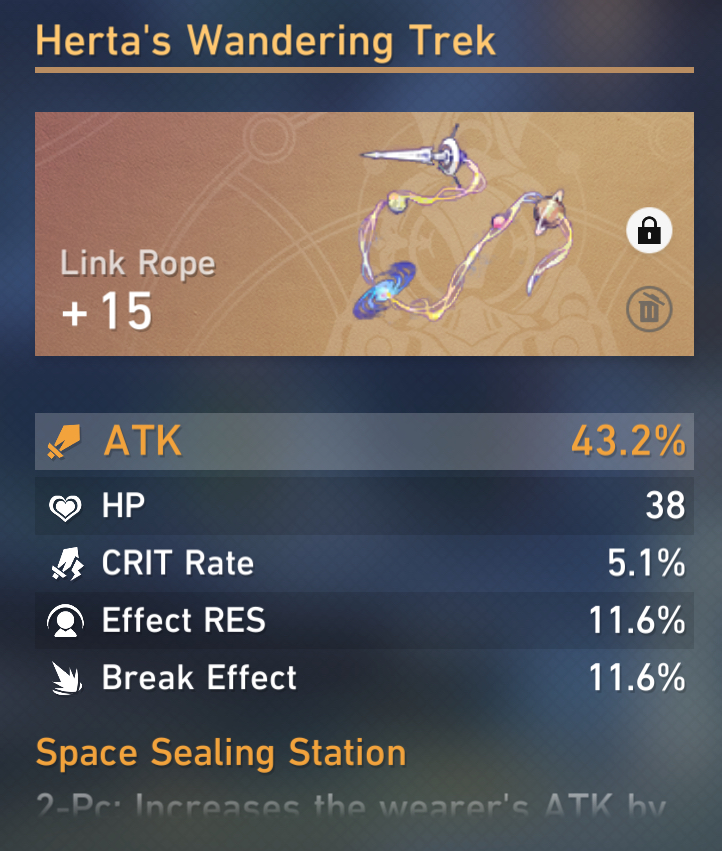 Herta's Wandering Trek
Link Rope
+ 15
ATK 43.2%
HP 38
CRIT Rate 5.1%
Effect RES 11.6%
Break Effect 11.6%
Space Sealing Station
2-Pc: Increases the wearer's ATK by